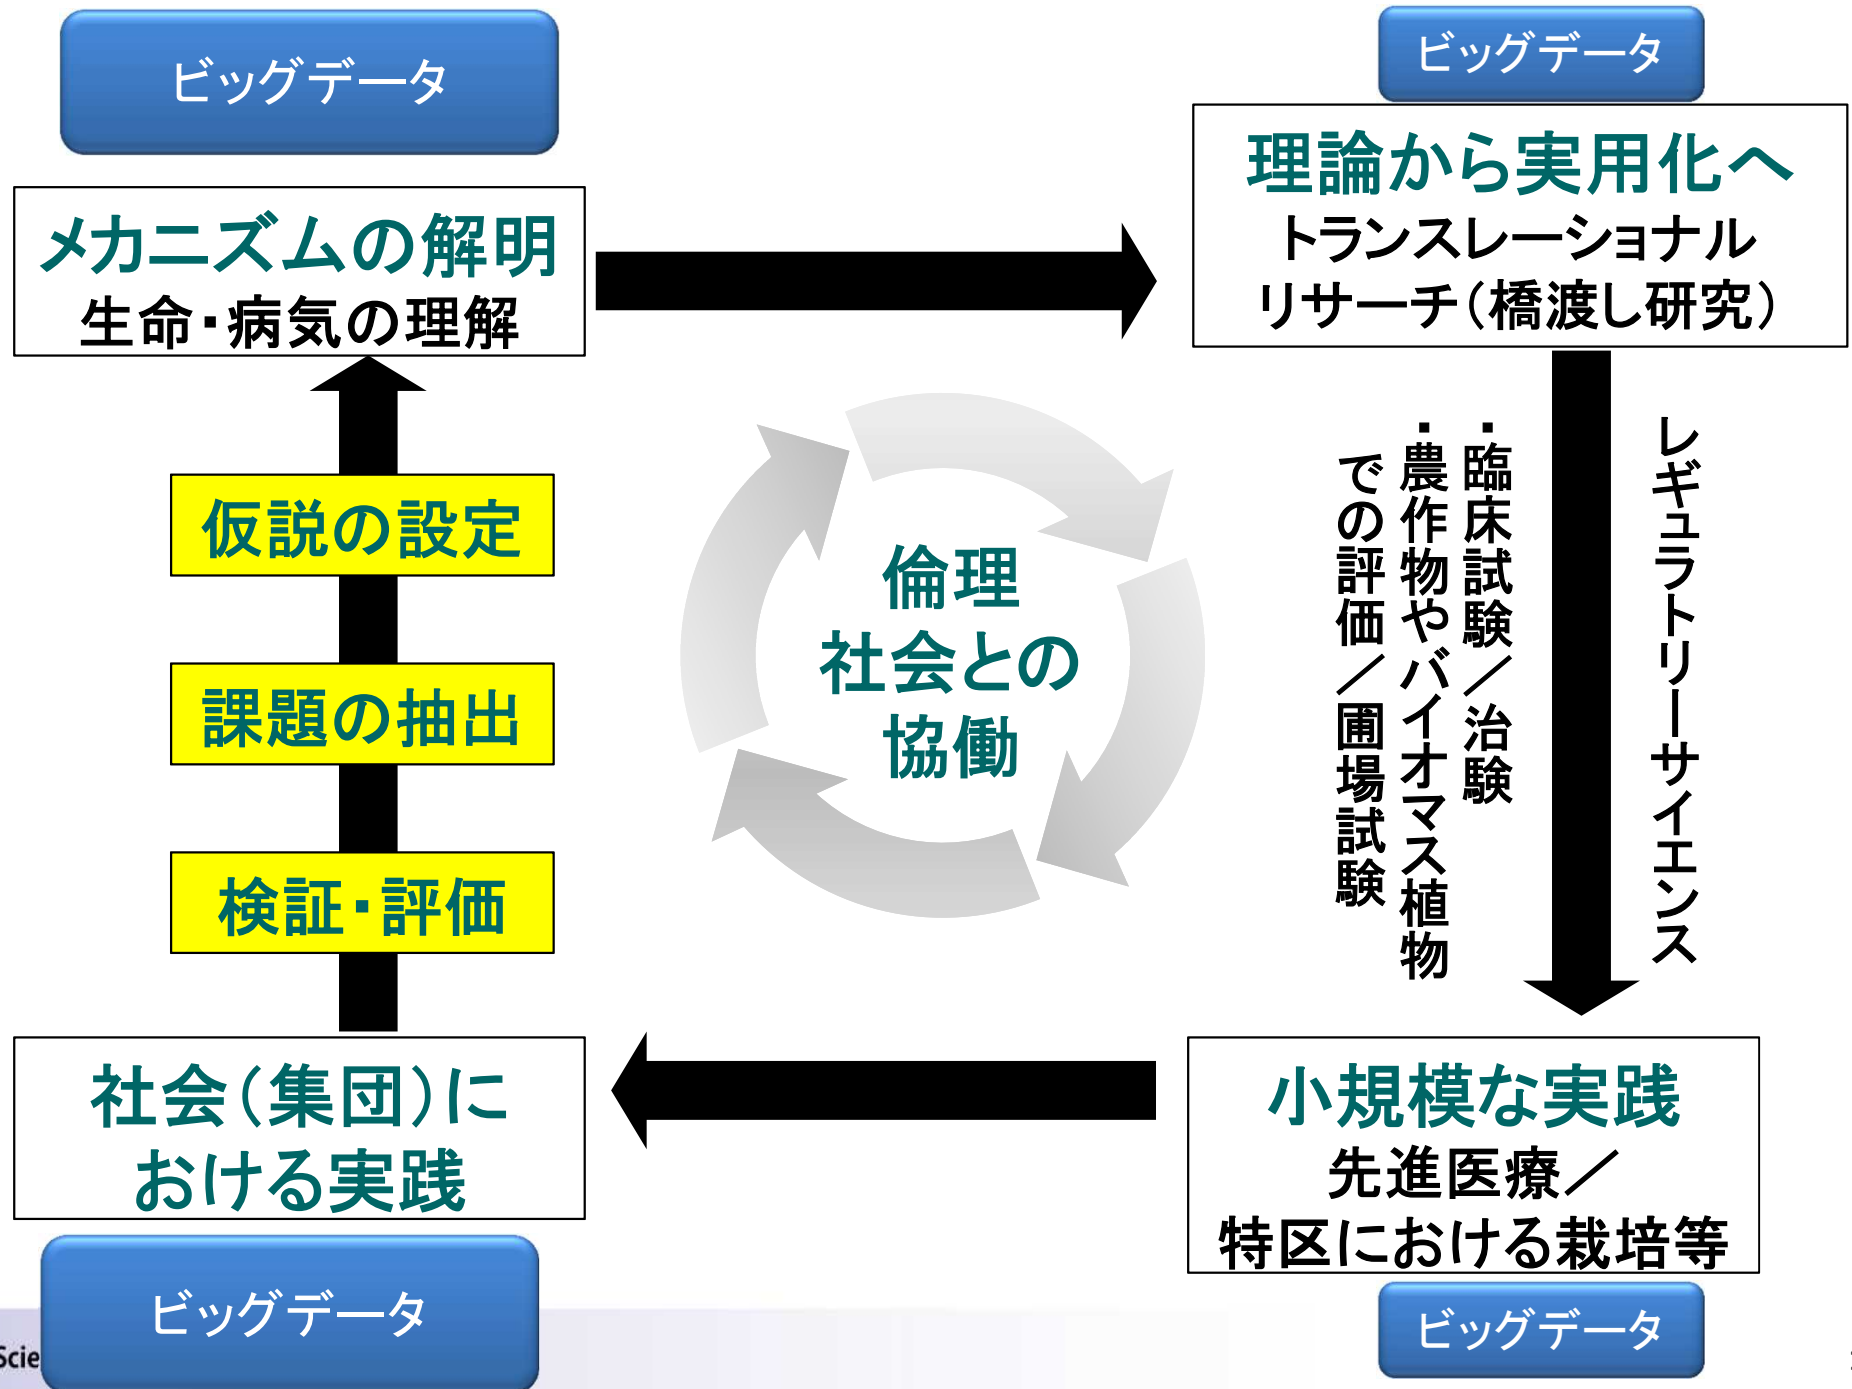 ビッグデータ
メカニズムの解明
生命・病気の理解
ビッグデータ
理論から実用化へ
トランスレーショナル
リサーチ（橋渡し研究）
レギュラトリーサイエンス
・臨床試験／治験
・農作物やバイオマス植物
での評価／圃場試験
仮説の設定
課題の抽出
検証・評価
倫理
社会との
協働
社会（集団）に
おける実践
ビッグデータ
小規模な実践
先進医療／
特区における栽培等
ビッグデータ
Scie